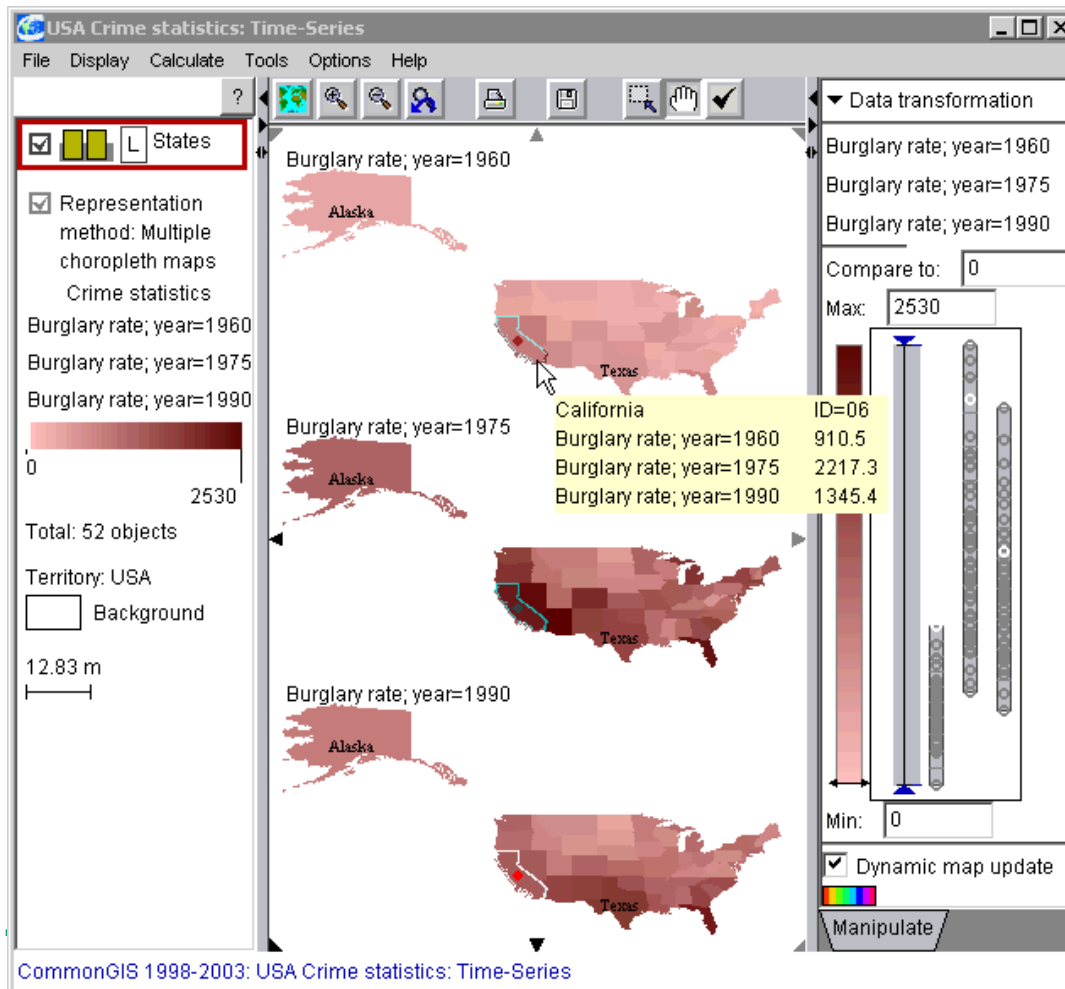 USA Crime statistics: Time-Series
File Display Calculate Tools Options Help
?
L States
Representation
method: Multiple
choropleth maps
Crime statistics
Burglary rate; year=1960
Burglary rate; year=1975
Burglary rate; year=1990
0
2530
Total: 52 objects
Territory: USA
Background
12.83 m
Burglary rate; year=1960
Alaska
Texas
California ID=06
Burglary rate; year=1960 910.5
Burglary rate; year=1975 2217.3
Burglary rate; year=1990 1345.4
Burglary rate; year=1975
Alaska
Texas
Burglary rate; year=1990
Alaska
Texas
Data transformation
Burglary rate; year=1960
Burglary rate; year=1975
Burglary rate; year=1990
Compare to: 0
Max: 2530
Min: 0
Dynamic map update
Manipulate
CommonGIS 1998-2003: USA Crime statistics: Time-Series